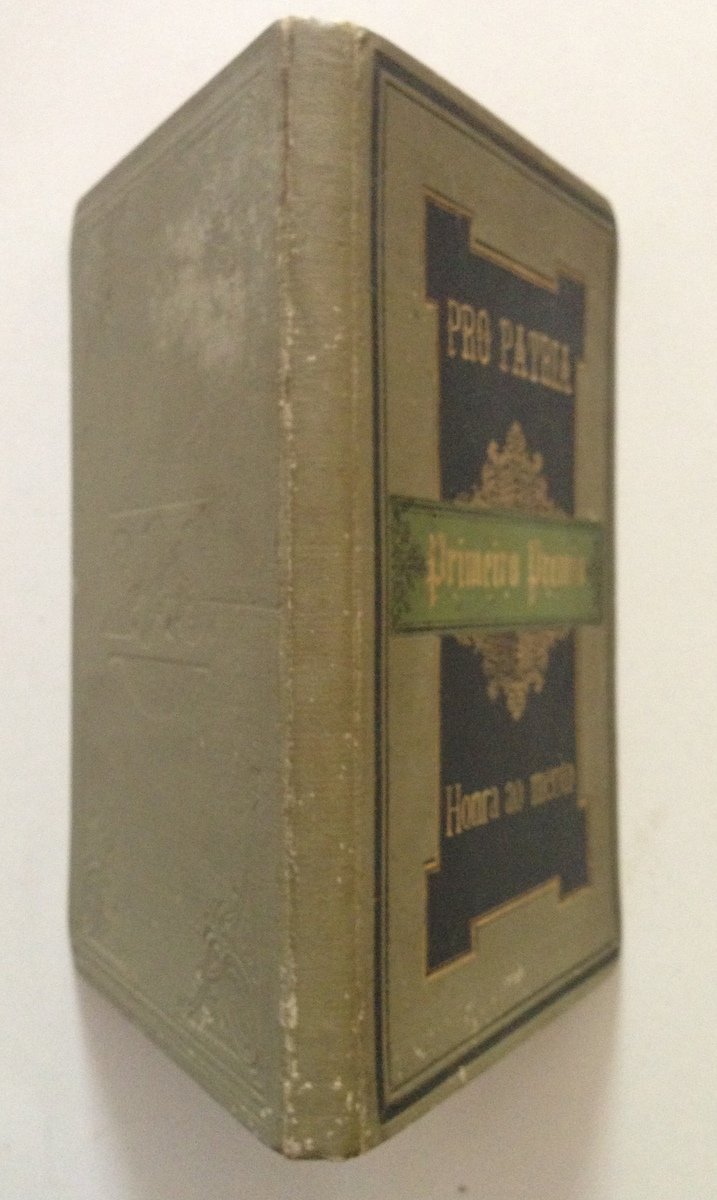 PRO PATRIA
Primeiro Premio
Honra ao merito